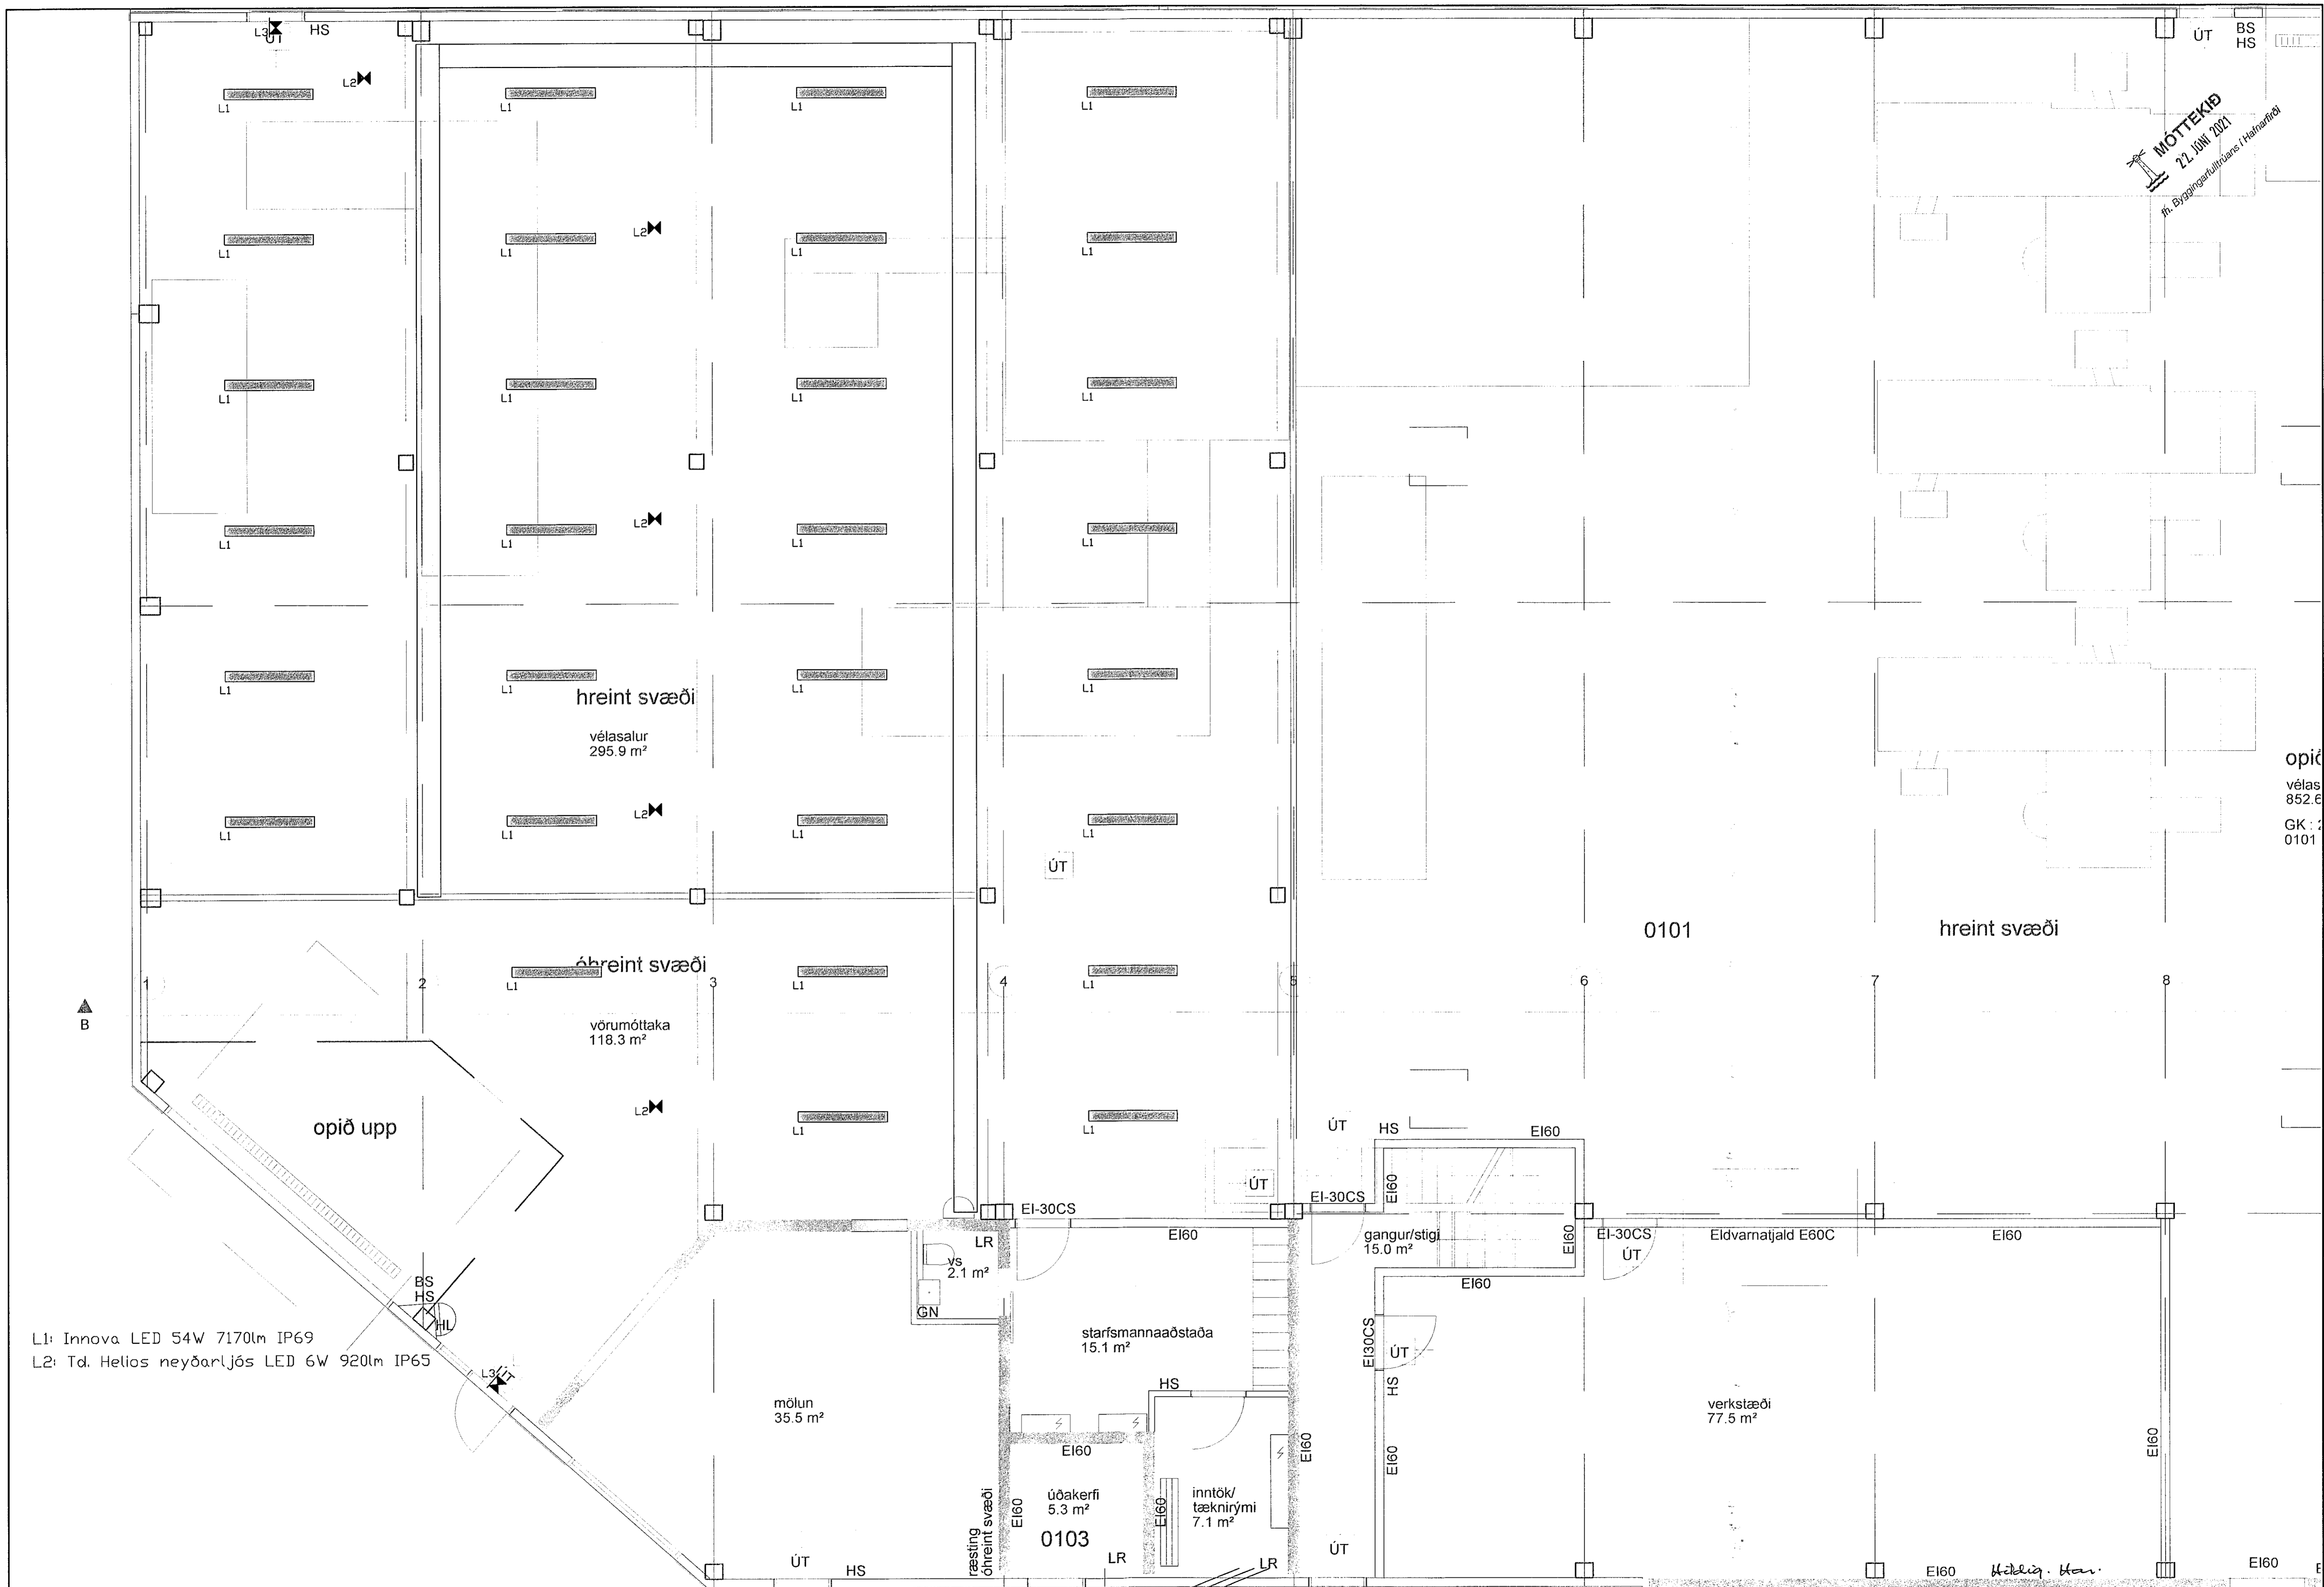 L3
ÚT
HS
L2
ÚT
BS
HS
L1
L1
L1
L1
MÓTTEKIÐ
22. JÚNÍ 2021
fh. Byggingarfulltrúans í Hafnarfirði
L1
L1
L2
L1
L1
L1
L1
L1
L1
L1
L1
L2
L1
L1
L1
L1
L1
L1
hreint svæði
vélasalur
295.9 m²
opið
vélas
852.6
GK :
0101
L1
L1
L2
L1
L1
ÚT
0101
hreint svæði
óhreint svæði
L1
L1
L1
1
2
3
4
5
6
7
8
B
vörumóttaka
118.3 m²
L2
opið upp
L1
L1
ÚT
HS
EI60
ÚT
EI-30CS
EI60
EI-30CS
EI60
LR
vs
2.1 m²
GN
gangur/stigi
15.0 m²
EI60
EI60
EI-30CS
ÚT
Eldvarnatjald E60C
EI60
BS
HS
HL
L1: Innova LED 54W 7170lm IP69
L2: Td. Helios neyðarljós LED 6W 920lm IP65
L3
ÚT
starfsmannaaðstaða
15.1 m²
HS
EI30CS
ÚT
HS
mölun
35.5 m²
verkstæði
77.5 m²
EI60
EI60
EI60
EI60
ræsting
óhreint svæði
EI60
úðakerfi
5.3 m²
0103
EI60
inntök/
tæknirými
7.1 m²
ÚT
HS
LR
LR
ÚT
EI60
EI60